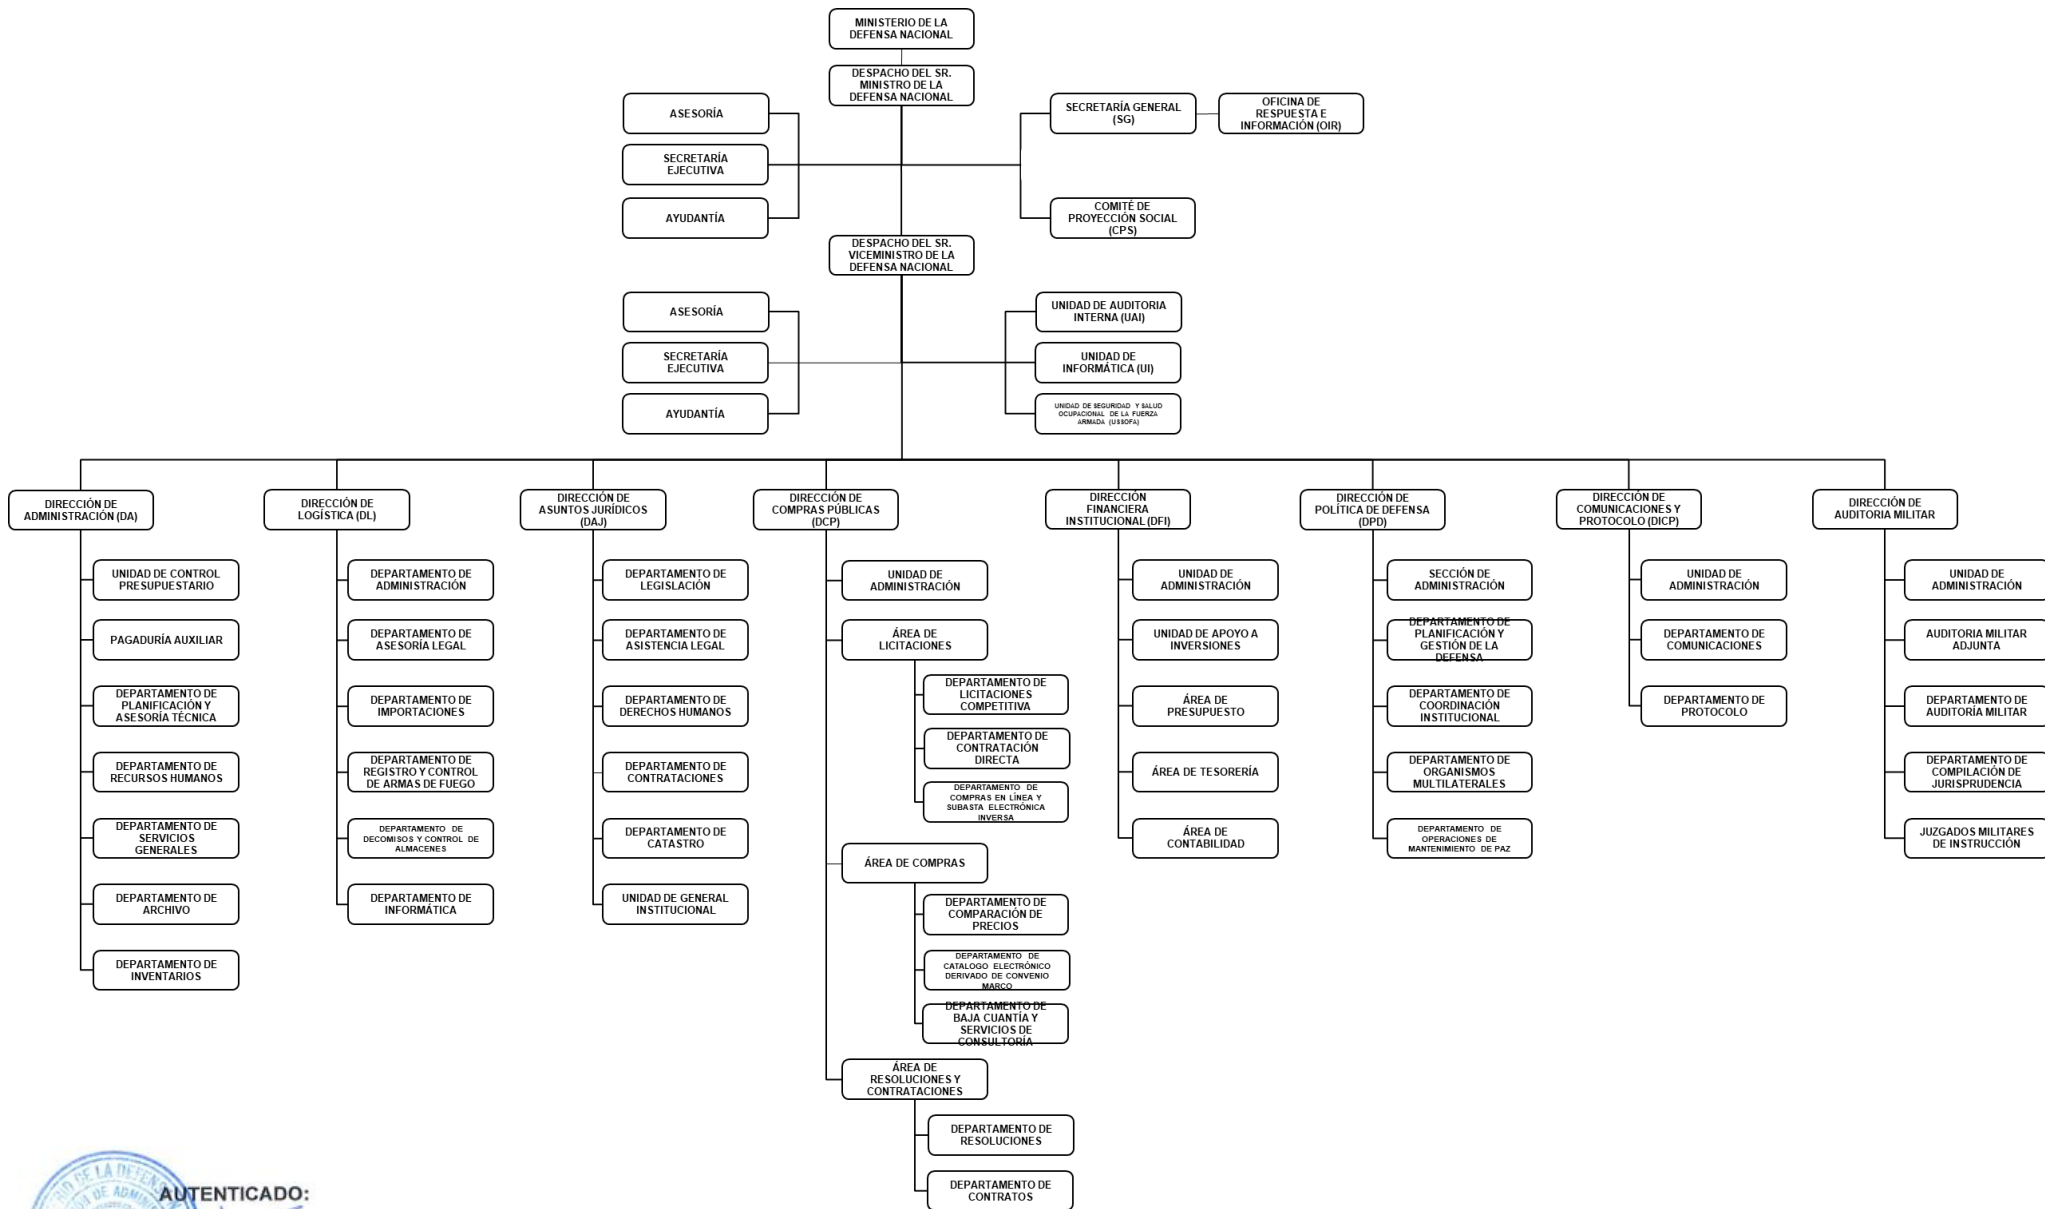 MINISTERIO DE LA
DEFENSA NACIONAL
DESPACHO DEL SR.
MINISTRO DE LA
DEFENSA NACIONAL
ASESORÍA
SECRETARÍA
EJECUTIVA
AYUDANTÍA
SECRETARÍA GENERAL
(SG)
OFICINA DE
RESPUESTA E
INFORMACIÓN (OIR)
COMITÉ DE
PROYECCIÓN SOCIAL
(CPS)
DESPACHO DEL SR.
VICEMINISTRO DE LA
DEFENSA NACIONAL
ASESORÍA
SECRETARÍA
EJECUTIVA
AYUDANTÍA
UNIDAD DE AUDITORIA
INTERNA (UAI)
UNIDAD DE
INFORMÁTICA (UI)
UNIDAD DE SEGURIDAD Y SALUD
OCUPACIONAL DE LA FUERZA
ARMADA (USSOFA)
DIRECCIÓN DE
ADMINISTRACIÓN (DA)
UNIDAD DE CONTROL
PRESUPUESTARIO
PAGADURÍA AUXILIAR
DEPARTAMENTO DE
PLANIFICACIÓN Y
ASESORÍA TÉCNICA
DEPARTAMENTO DE
RECURSOS HUMANOS
DEPARTAMENTO DE
SERVICIOS
GENERALES
DEPARTAMENTO DE
ARCHIVO
DEPARTAMENTO DE
INVENTARIOS
DIRECCIÓN DE
LOGÍSTICA (DL)
DEPARTAMENTO DE
ADMINISTRACIÓN
DEPARTAMENTO DE
ASESORÍA LEGAL
DEPARTAMENTO DE
IMPORTACIONES
DEPARTAMENTO DE
REGISTRO Y CONTROL
DE ARMAS DE FUEGO
DEPARTAMENTO DE
DECOMISOS Y CONTROL DE
ALMACENES
DEPARTAMENTO DE
INFORMÁTICA
DIRECCIÓN DE
ASUNTOS JURÍDICOS
(DAJ)
DEPARTAMENTO DE
LEGISLACIÓN
DEPARTAMENTO DE
ASISTENCIA LEGAL
DEPARTAMENTO DE
DERECHOS HUMANOS
DEPARTAMENTO DE
CONTRATACIONES
DEPARTAMENTO DE
CATASTRO
UNIDAD DE GENERAL
INSTITUCIONAL
DIRECCIÓN DE
COMPRAS PÚBLICAS
(DCP)
UNIDAD DE
ADMINISTRACIÓN
ÁREA DE
LICITACIONES
DEPARTAMENTO DE
LICITACIONES
COMPETITIVA
DEPARTAMENTO DE
CONTRATACIÓN
DIRECTA
DEPARTAMENTO DE
COMPRAS EN LÍNEA Y
SUBASTA ELECTRÓNICA
INVERSA
ÁREA DE COMPRAS
DEPARTAMENTO DE
COMPARACIÓN DE
PRECIOS
DEPARTAMENTO DE
CATALOGO ELECTRÓNICO
DERIVADO DE CONVENIO
MARCO
DEPARTAMENTO DE
BAJA CUANTÍA Y
SERVICIOS DE
CONSULTORÍA
ÁREA DE
RESOLUCIONES Y
CONTRATACIONES
DEPARTAMENTO DE
RESOLUCIONES
DEPARTAMENTO DE
CONTRATOS
DIRECCIÓN
FINANCIERA
INSTITUCIONAL (DFI)
UNIDAD DE
ADMINISTRACIÓN
UNIDAD DE APOYO A
INVERSIONES
ÁREA DE
PRESUPUESTO
ÁREA DE TESORERÍA
ÁREA DE
CONTABILIDAD
DIRECCIÓN DE
POLÍTICA DE DEFENSA
(DPD)
SECCIÓN DE
ADMINISTRACIÓN
DEPARTAMENTO DE
PLANIFICACIÓN Y
GESTIÓN DE LA
DEFENSA
DEPARTAMENTO DE
COORDINACIÓN
INSTITUCIONAL
DEPARTAMENTO DE
ORGANISMOS
MULTILATERALES
DEPARTAMENTO DE
OPERACIONES DE
MANTENIMIENTO DE PAZ
DIRECCIÓN DE
COMUNICACIONES Y
PROTOCOLO (DICP)
UNIDAD DE
ADMINISTRACIÓN
DEPARTAMENTO DE
COMUNICACIONES
DEPARTAMENTO DE
PROTOCOLO
DIRECCIÓN DE
AUDITORIA MILITAR
UNIDAD DE
ADMINISTRACIÓN
AUDITORIA MILITAR
ADJUNTA
DEPARTAMENTO DE
AUDITORÍA MILITAR
DEPARTAMENTO DE
COMPILACIÓN DE
JURISPRUDENCIA
JUZGADOS MILITARES
DE INSTRUCCIÓN
DE LA DEFENS
DE ADMIN
AUTENTICADO: